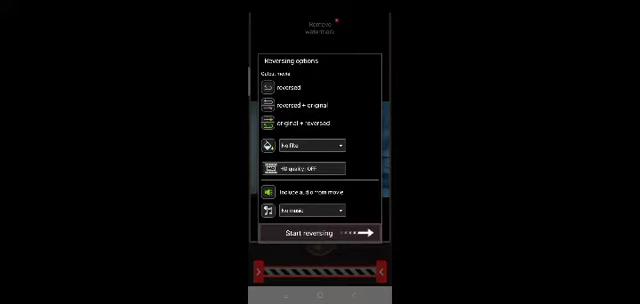 Remove
watermark
Reversing options
Output movie
reversed
reversed + original
original + reversed
No filter
HD quality: OFF
Include audio from movie
No music
Start reversing